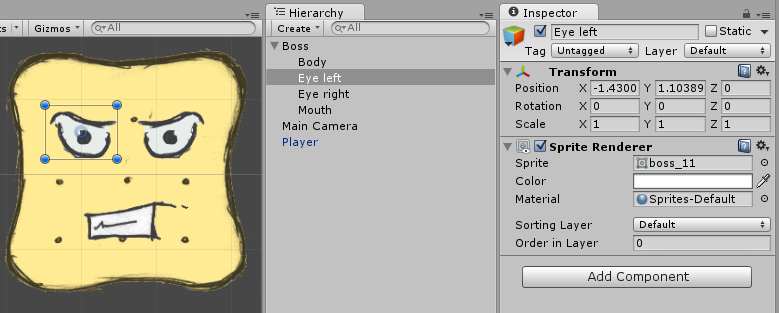 ts
Gizmos
All
Hierarchy
Create
All
Boss
Body
Eye left
Eye right
Mouth
Main Camera
Player
Inspector
Eye left
Static
Tag Untagged Layer Default
Transform
Position X -1.4300 Y 1.10389 Z 0
Rotation X 0 Y 0 Z 0
Scale X 1 Y 1 Z 1
Sprite Renderer
Sprite boss_11
Color
Material Sprites-Default
Sorting Layer Default
Order in Layer 0
Add Component